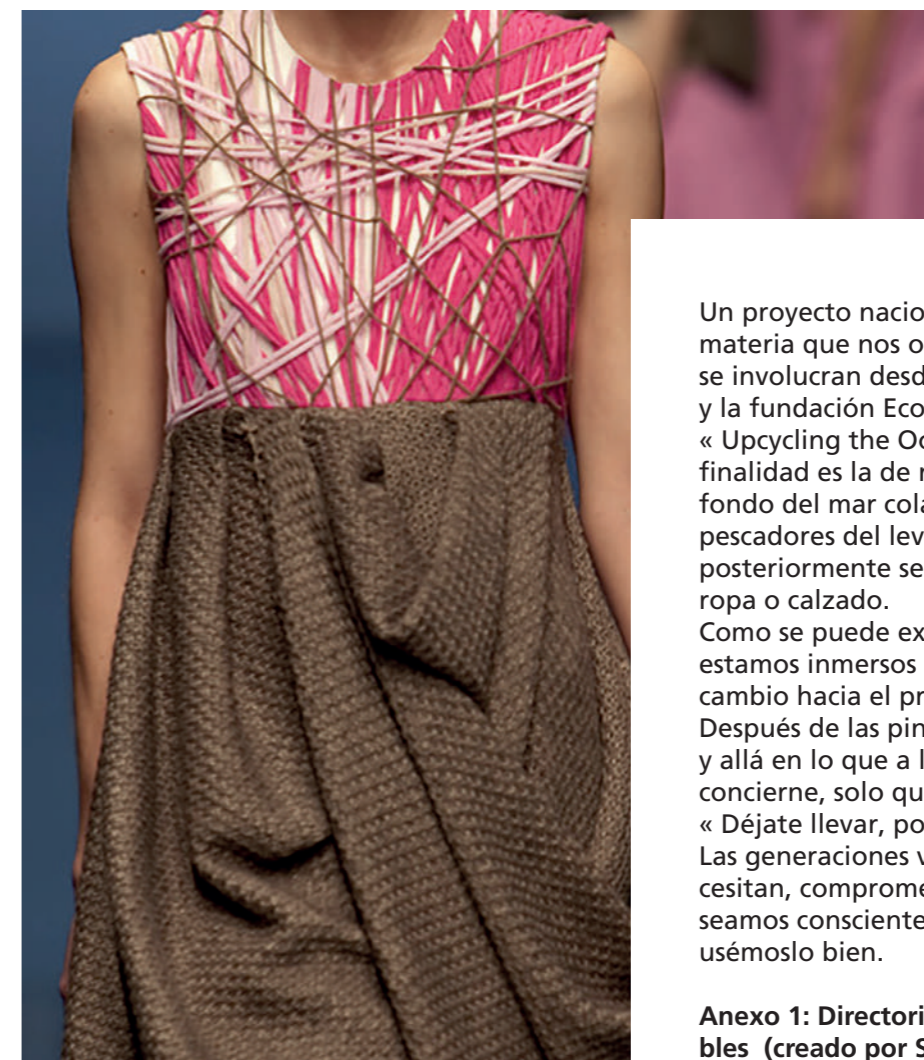 Un proyecto nacio
materia que nos o
se involucran desd
y la fundación Eco
« Upcycling the Oc
finalidad es la de r
fondo del mar cola
pescadores del lev
posteriormente se
ropa o calzado.
Como se puede ex
estamos inmersos
cambio hacia el pr
Después de las pin
y allá en lo que a l
concierne, solo qu
« Déjate llevar, po
Las generaciones v
cesitan, comprome
seamos consciente
usémoslo bien.
Anexo 1: Directori
bles (creado por S